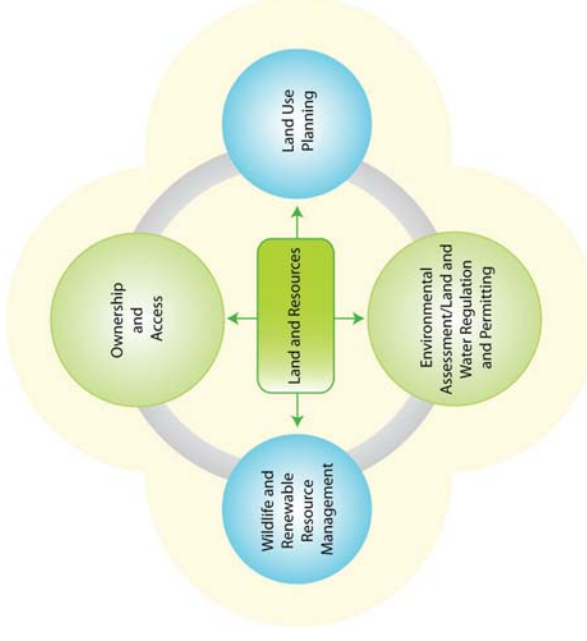 Ownership
and
Access
Land Use
Planning
Land and Resources
Wildlife and
Renewable
Resource
Management
Environmental
Assessment/Land and
Water Regulation
and Permitting